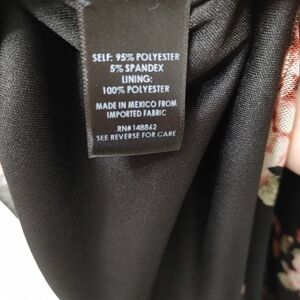 SELF: 95% POLYESTER
5% SPANDEX
LINING:
100% POLYESTER
MADE IN MEXICO FROM
IMPORTED FABRIC
RN# 148862
SEE REVERSE FOR CARE